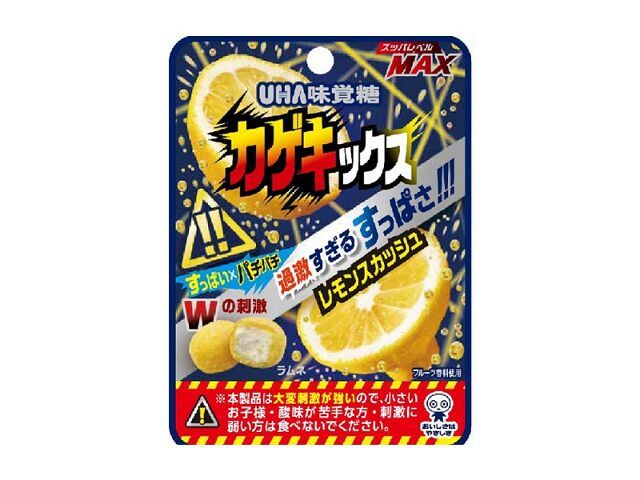 スッパレベル
MAX
UHA味覚糖
カゲキックス
!!
過激すぎるすっぱさ!!!
すっぱい×パチパチ
Wの刺激
レモンスカッシュ
ラムネ
フルーツ香料使用
※本製品は大変刺激が強いので、小さい
お子様・酸味が苦手な方・刺激に
弱い方は食べないでください。
!
おいしさは
やさしさ